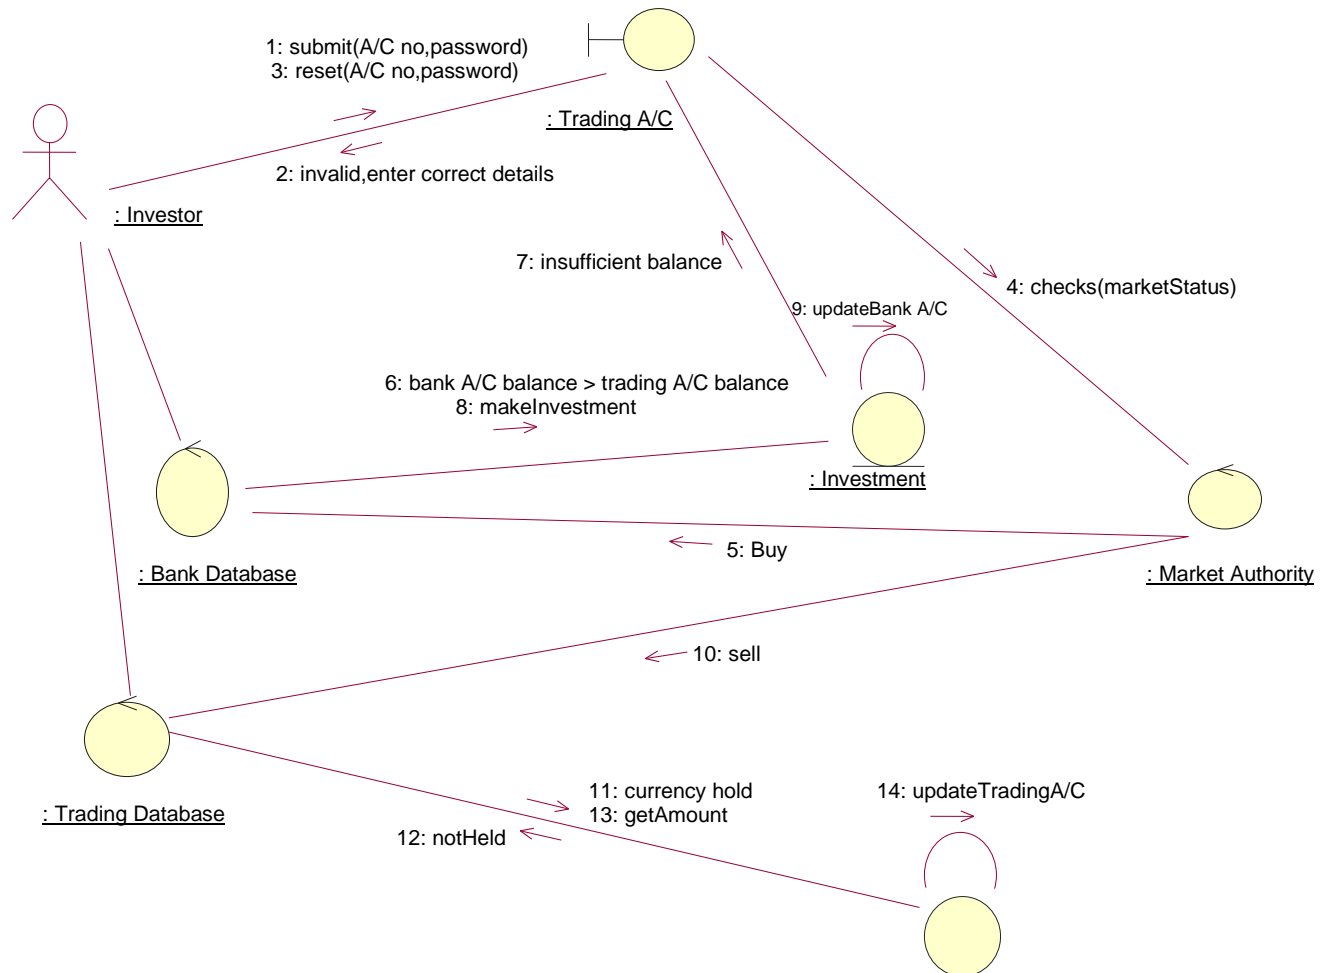 1: submit(A/C no,password)
3: reset(A/C no,password)
: Trading A/C
2: invalid,enter correct details
: Investor
7: insufficient balance
4: checks(marketStatus)
9: updateBank A/C
6: bank A/C balance > trading A/C balance
8: makeInvestment
: Investment
5: Buy
: Bank Database
: Market Authority
10: sell
11: currency hold
13: getAmount
14: updateTradingA/C
: Trading Database
12: notHeld